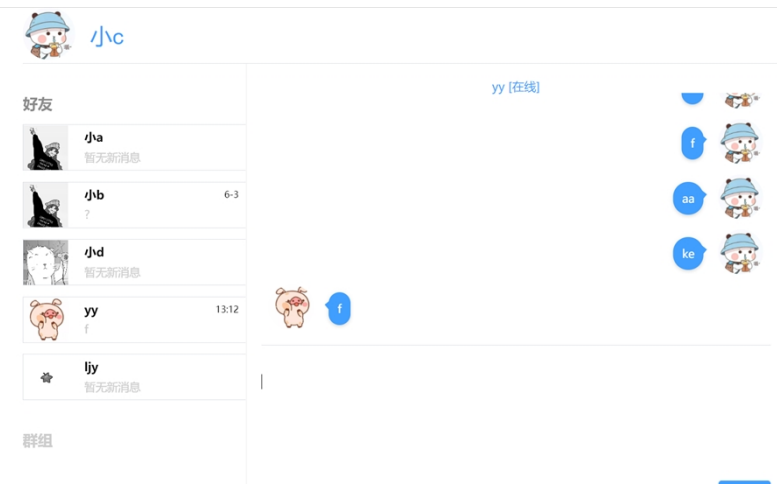 小c
好友
小a
暂无新消息
小b
6-3
?
小d
暂无新消息
yy
13:12
f
ljy
暂无新消息
群组
yy [在线]
f
aa
ke
f